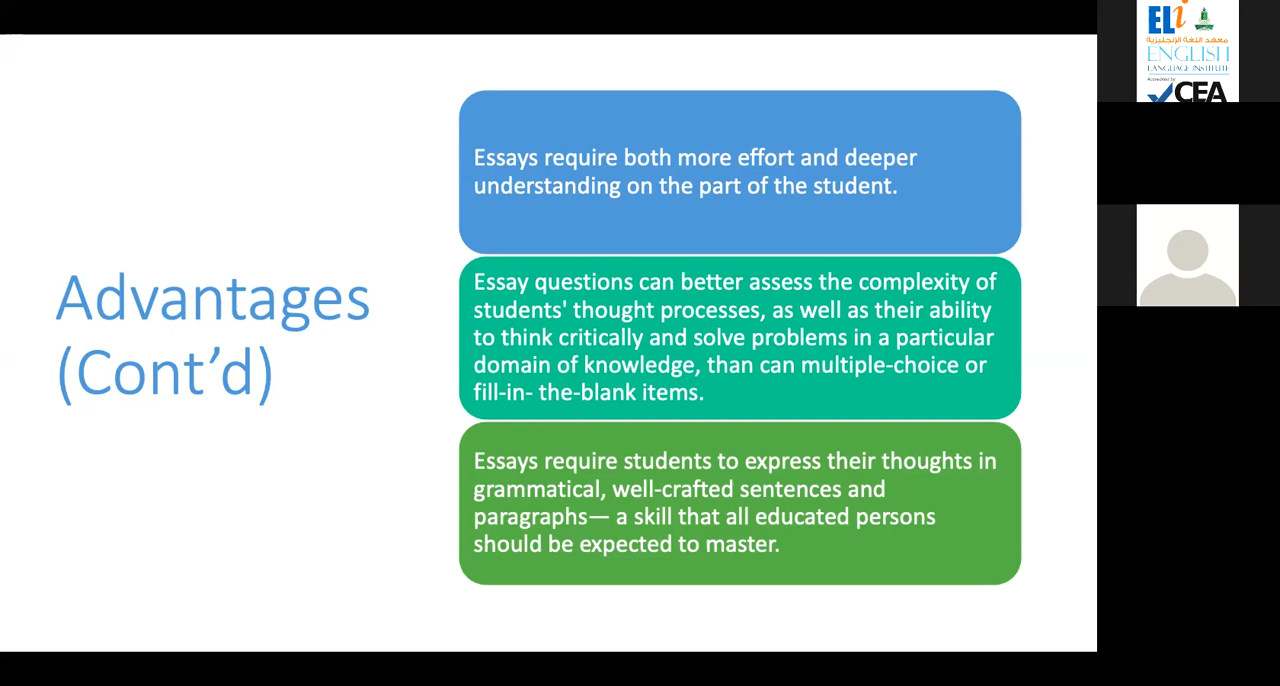 Advantages
(Cont’d)
Essays require both more effort and deeper
understanding on the part of the student.
Essay questions can better assess the complexity of
students' thought processes, as well as their ability
to think critically and solve problems in a particular
domain of knowledge, than can multiple-choice or
fill-in- the-blank items.
Essays require students to express their thoughts in
grammatical, well-crafted sentences and
paragraphs— a skill that all educated persons
should be expected to master.
ELi
معهد اللغة الإنجليزية
ENGLISH
LANGUAGE INSTITUTE
Accredited by
CEA